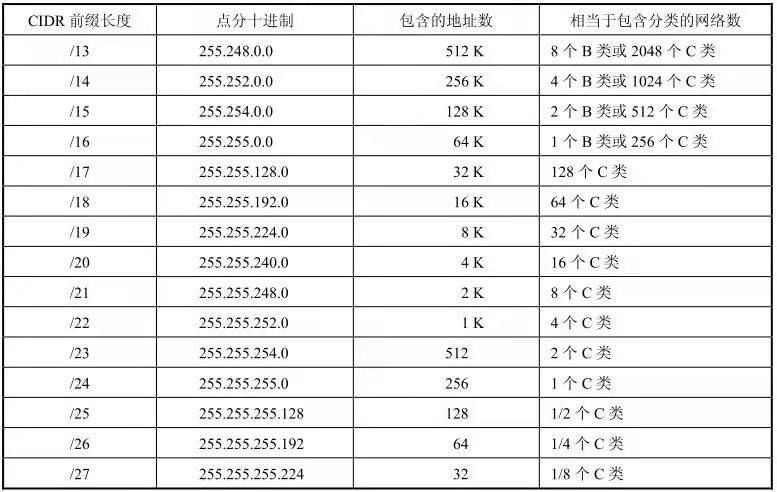 CIDR 前缀长度 点分十进制 包含的地址数 相当于包含分类的网络数
/13 255.248.0.0 512 K 8 个 B 类或 2048 个 C 类
/14 255.252.0.0 256 K 4 个 B 类或 1024 个 C 类
/15 255.254.0.0 128 K 2 个 B 类或 512 个 C 类
/16 255.255.0.0 64 K 1 个 B 类或 256 个 C 类
/17 255.255.128.0 32 K 128 个 C 类
/18 255.255.192.0 16 K 64 个 C 类
/19 255.255.224.0 8 K 32 个 C 类
/20 255.255.240.0 4 K 16 个 C 类
/21 255.255.248.0 2 K 8 个 C 类
/22 255.255.252.0 1 K 4 个 C 类
/23 255.255.254.0 512 2 个 C 类
/24 255.255.255.0 256 1 个 C 类
/25 255.255.255.128 128 1/2 个 C 类
/26 255.255.255.192 64 1/4 个 C 类
/27 255.255.255.224 32 1/8 个 C 类